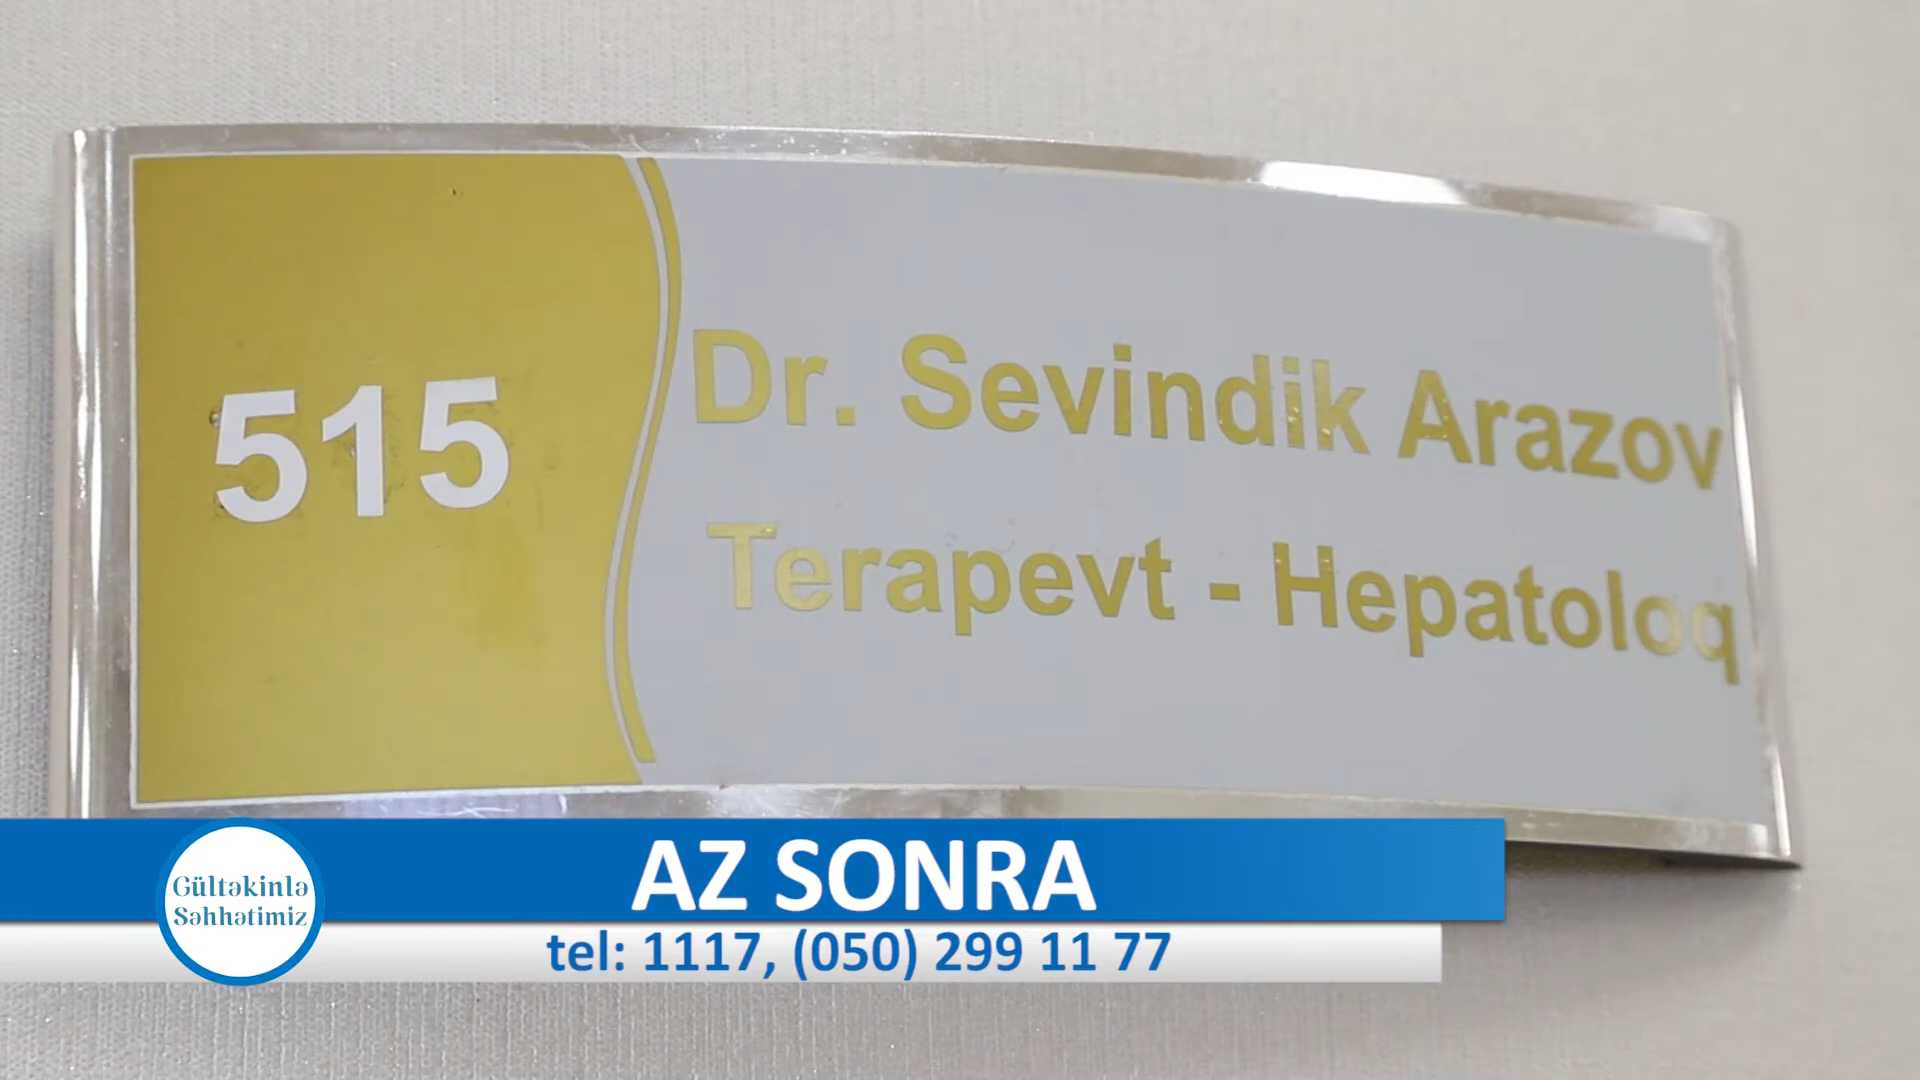 515
Dr. Sevindik Arazov
Terapevt - Hepatoloq
AZ SONRA
Gültəkinlə
Səhhətimiz
tel: 1117, (050) 299 11 77